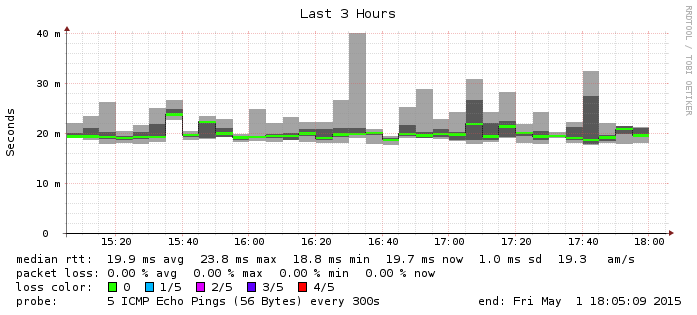 Last 3 Hours
RRDTOOL / TOBI OETIKER
Seconds
40 m
30 m
20 m
10 m
0
15:20 15:40 16:00 16:20 16:40 17:00 17:20 17:40 18:00
median rtt: 19.9 ms avg 23.8 ms max 18.8 ms min 19.7 ms now 1.0 ms sd 19.3 am/s
packet loss: 0.00 % avg 0.00 % max 0.00 % min 0.00 % now
loss color: 0 1/5 2/5 3/5 4/5
probe: 5 ICMP Echo Pings (56 Bytes) every 300s end: Fri May 1 18:05:09 2015